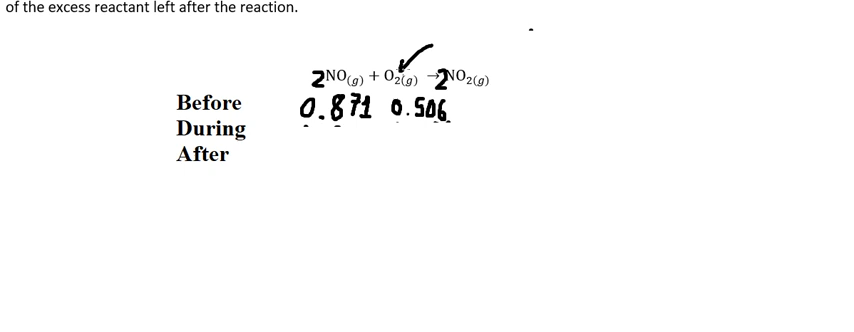 of the excess reactant left after the reaction.
2NO(g) + O2(g) →2NO2(g)
Before 0.871 0.506
During
After